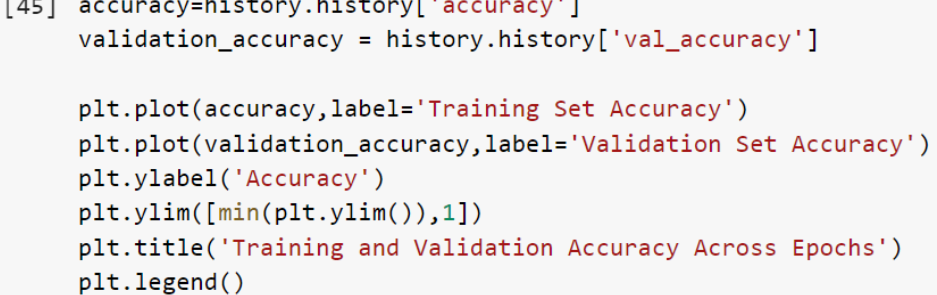 [45] accuracy=history.history['accuracy']
validation_accuracy = history.history['val_accuracy']
plt.plot(accuracy,label='Training Set Accuracy')
plt.plot(validation_accuracy,label='Validation Set Accuracy')
plt.ylabel('Accuracy')
plt.ylim([min(plt.ylim()),1])
plt.title('Training and Validation Accuracy Across Epochs')
plt.legend()